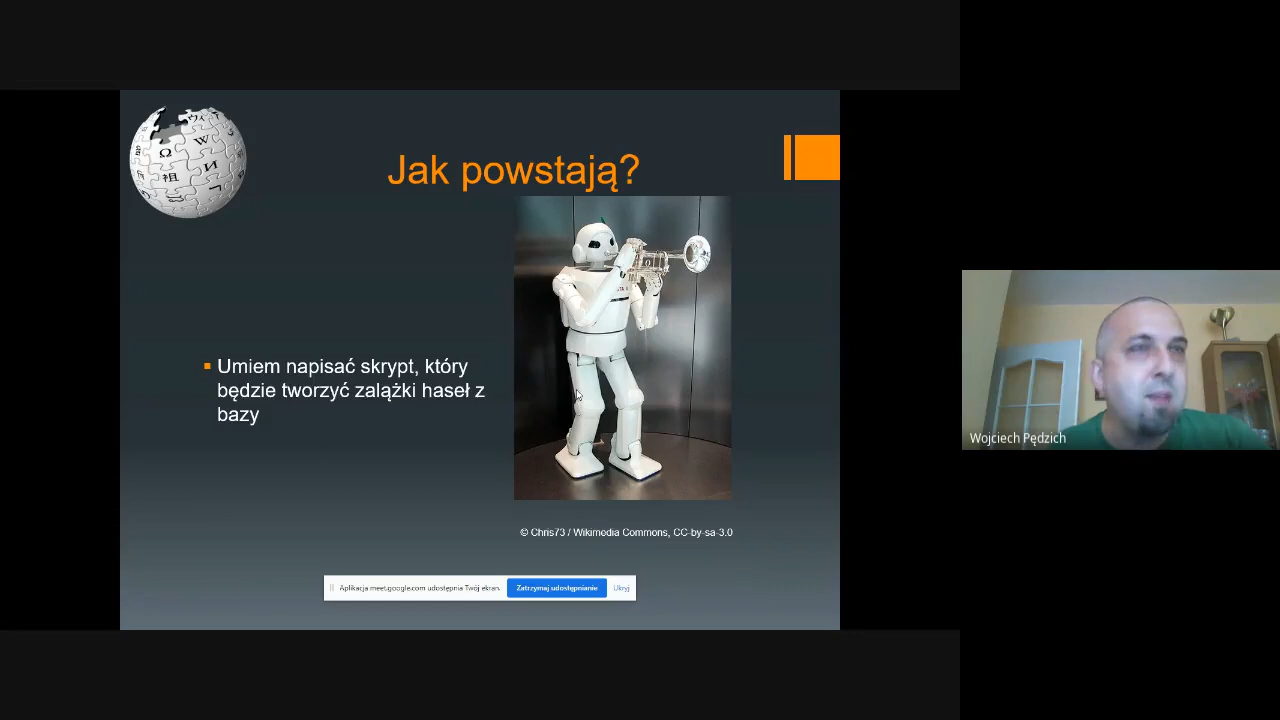 Jak powstają?
Umiem napisać skrypt, który
będzie tworzyć zalążki haseł z
bazy
© Chris73 / Wikimedia Commons, CC-by-sa-3.0
Aplikacja meet.google.com udostępnia Twój ekran. Zatrzymaj udostępnianie Ukryj
Wojciech Pędzich
Ω W И 祖